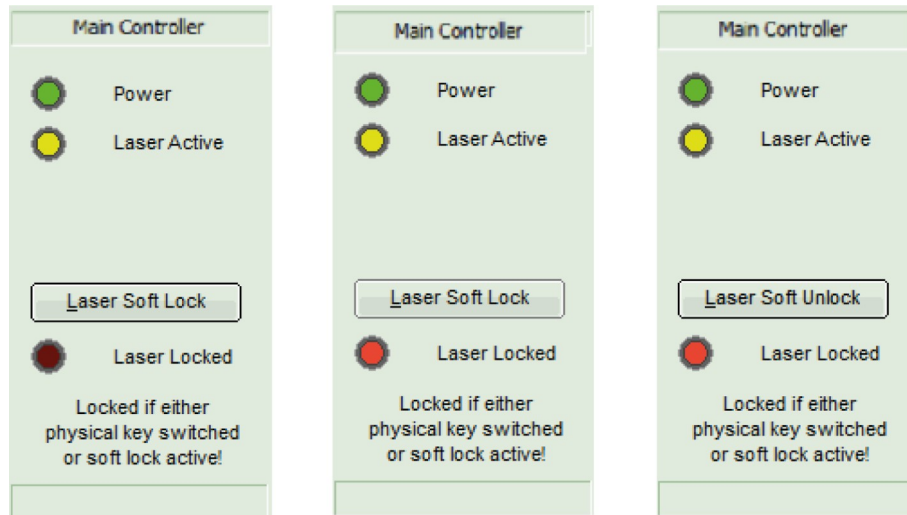 Main Controller
Power
Laser Active
Laser Soft Lock
Laser Locked
Locked if either
physical key switched
or soft lock active!
Main Controller
Power
Laser Active
Laser Soft Lock
Laser Locked
Locked if either
physical key switched
or soft lock active!
Main Controller
Power
Laser Active
Laser Soft Unlock
Laser Locked
Locked if either
physical key switched
or soft lock active!